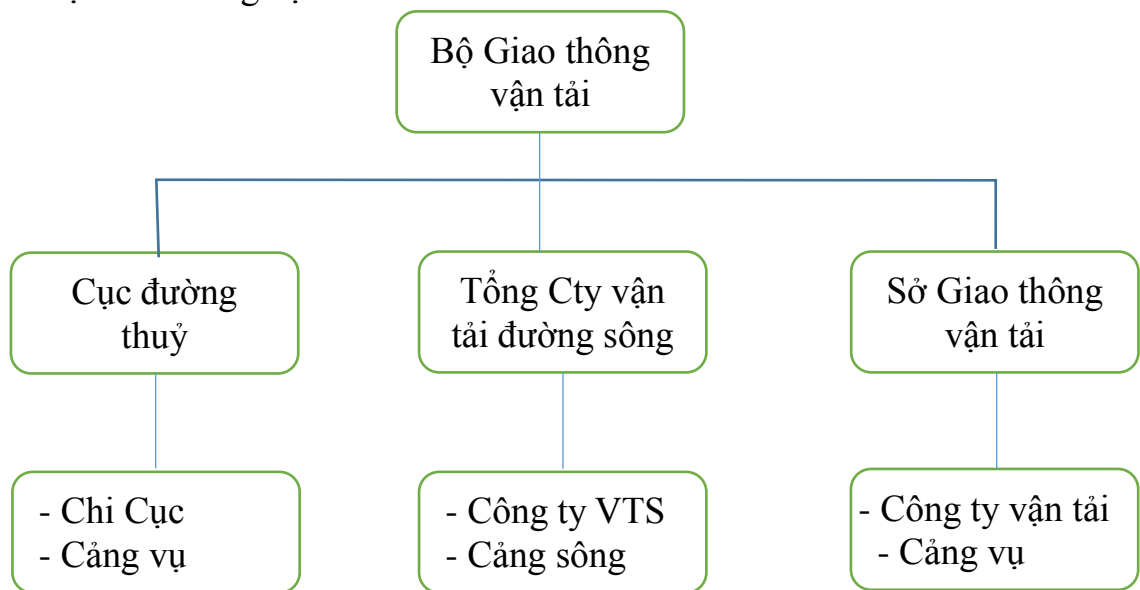 Bộ Giao thông
vận tải
Cục đường
thuỷ
Tổng Cty vận
tải đường sông
Sở Giao thông
vận tải
- Chi Cục
- Cảng vụ
- Công ty VTS
- Cảng sông
- Công ty vận tải
- Cảng vụ